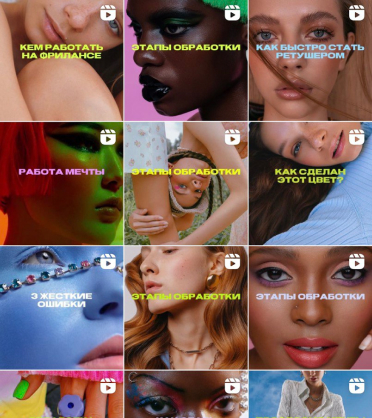 КЕМ РАБОТАТЬ
НА ФРИЛАНСЕ
ЭТАПЫ ОБРАБОТКИ
КАК БЫСТРО СТАТЬ
РЕТУШЕРОМ
РАБОТА МЕЧТЫ
ЭТАПЫ ОБРАБОТКИ
КАК СДЕЛАН
ЭТОТ ЦВЕТ?
3 ЖЕСТКИЕ
ОШИБКИ
ЭТАПЫ ОБРАБОТКИ
ЭТАПЫ ОБРАБОТКИ